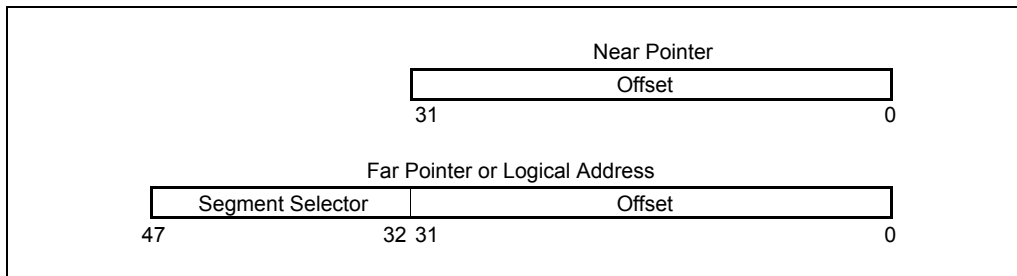 Near Pointer
Offset
31 0
Far Pointer or Logical Address
Segment Selector Offset
47 32 31 0